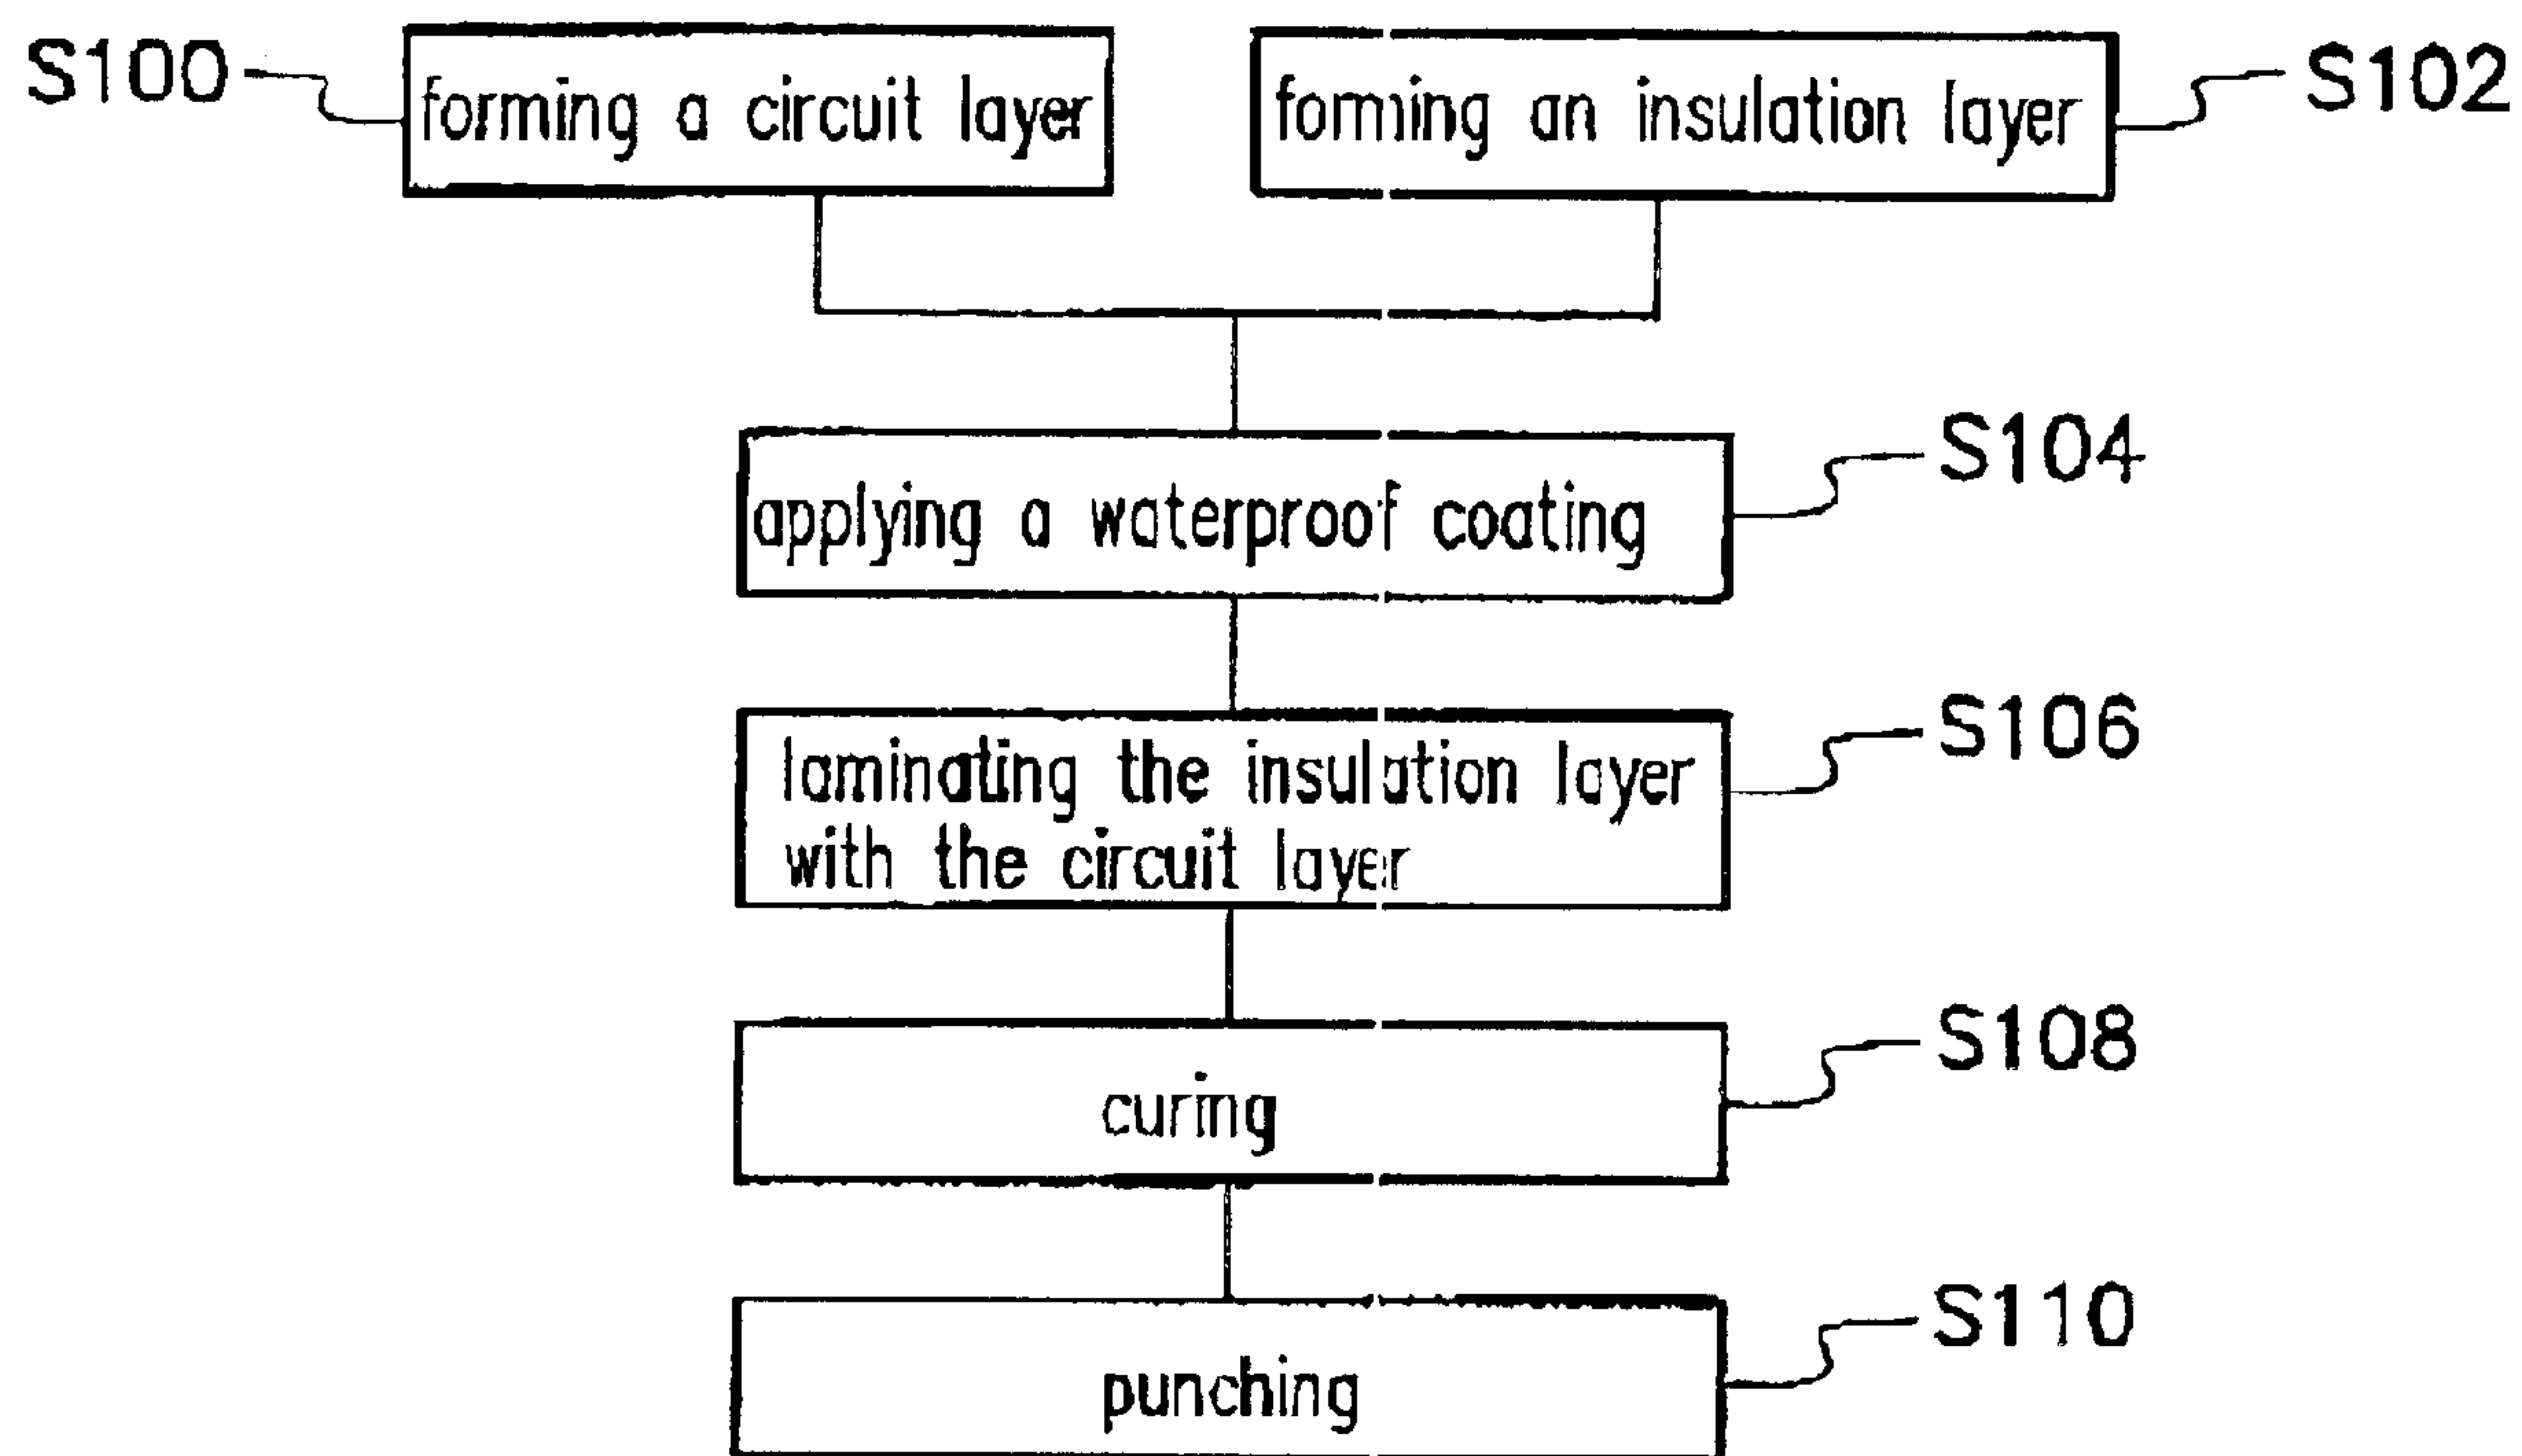 S100
forming a circuit layer
forming an insulation layer
S102
applying a waterproof coating
S104
laminating the insulation layer
with the circuit layer
S106
curing
S108
punching
S110